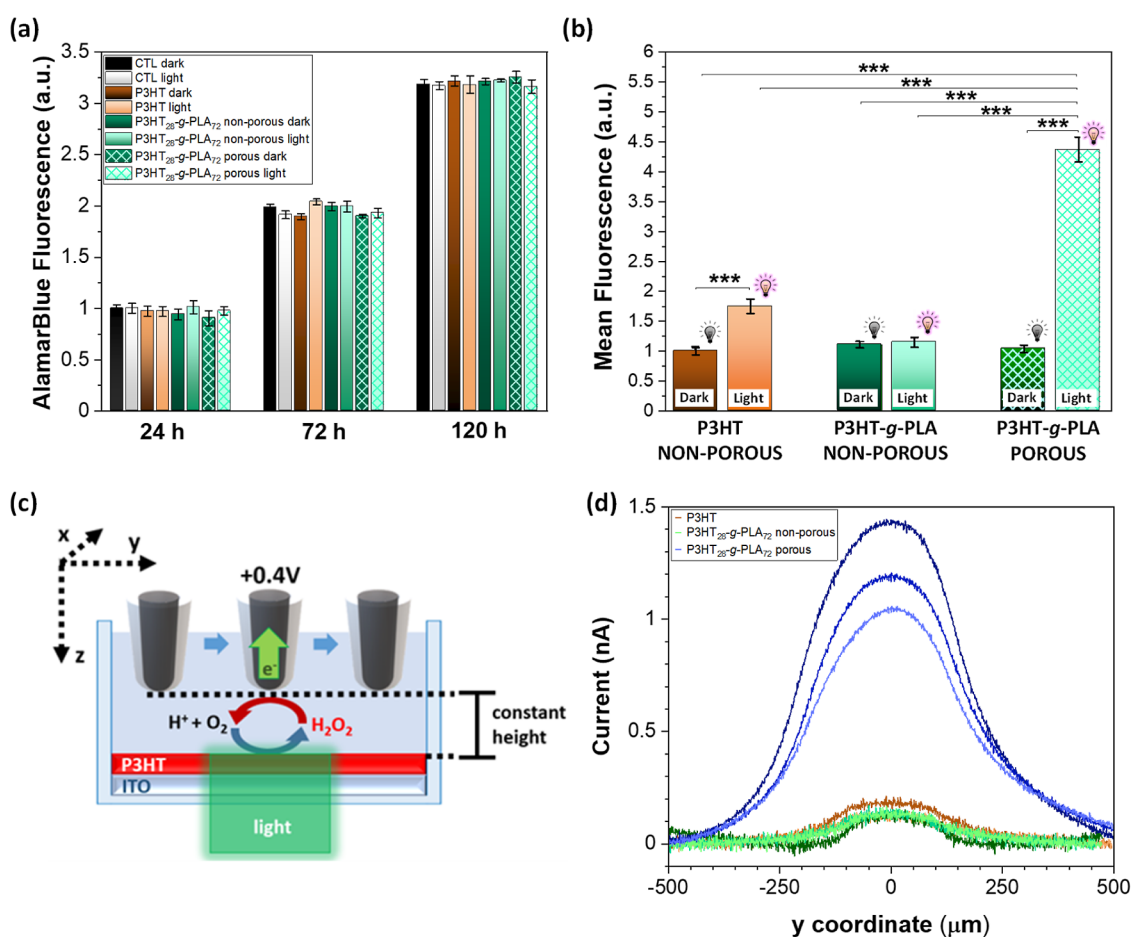 (a)
AlamarBlue Fluorescence (a.u.)
3.5
3
2.5
2
1.5
1
0.5
0
CTL dark
CTL light
P3HT dark
P3HT light
P3HT28-g-PLA72 non-porous dark
P3HT28-g-PLA72 non-porous light
P3HT28-g-PLA72 porous dark
P3HT28-g-PLA72 porous light
24 h 72 h 120 h
(b)
Mean Fluorescence (a.u.)
6
5.5
5
4.5
4
3.5
3
2.5
2
1.5
1
0.5
0
***
***
***
***
***
***
Dark Light Dark Light Dark Light
P3HT P3HT-g-PLA P3HT-g-PLA
NON-POROUS NON-POROUS POROUS
(c)
x
y
z
+0.4V
e-
H+ + O2 H2O2
constant
height
P3HT
ITO
light
(d)
Current (nA)
1.5
1
0.5
0
P3HT
P3HT28-g-PLA72 non-porous
P3HT28-g-PLA72 porous
-500 -250 0 250 500
y coordinate (μm)